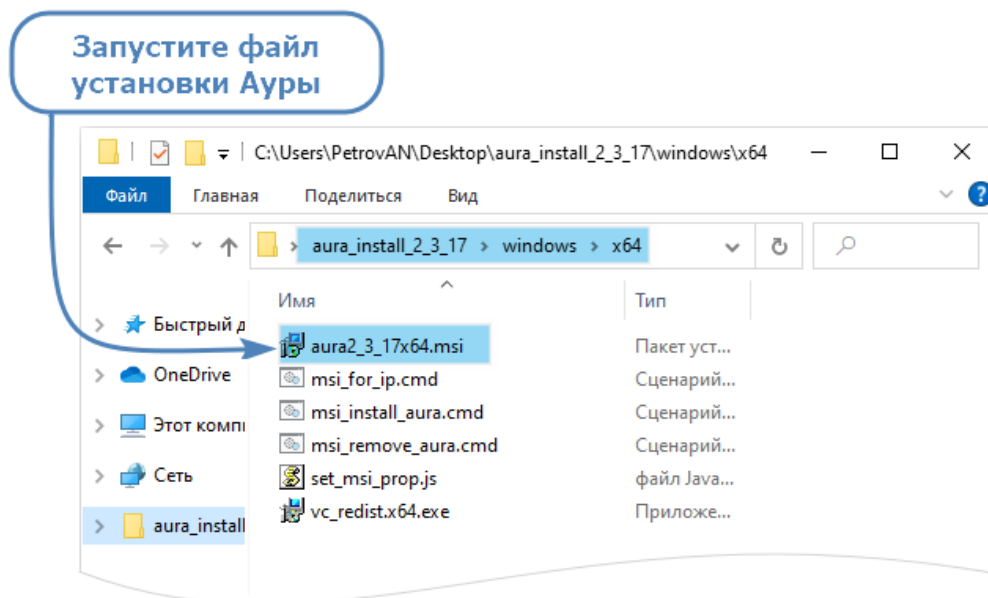 Запустите файл
установки Ауры
C:\Users\PetrovAN\Desktop\aura_install_2_3_17\windows\x64
Файл Главная Поделиться Вид ?
aura_install_2_3_17 windows x64
Имя Тип
Быстрый д
aura2_3_17x64.msi Пакет уст...
OneDrive msi_for_ip.cmd Сценарий...
msi_install_aura.cmd Сценарий...
Этот компь
msi_remove_aura.cmd Сценарий...
Сеть set_msi_prop.js файл Java...
vc_redist.x64.exe Приложе...
aura_install